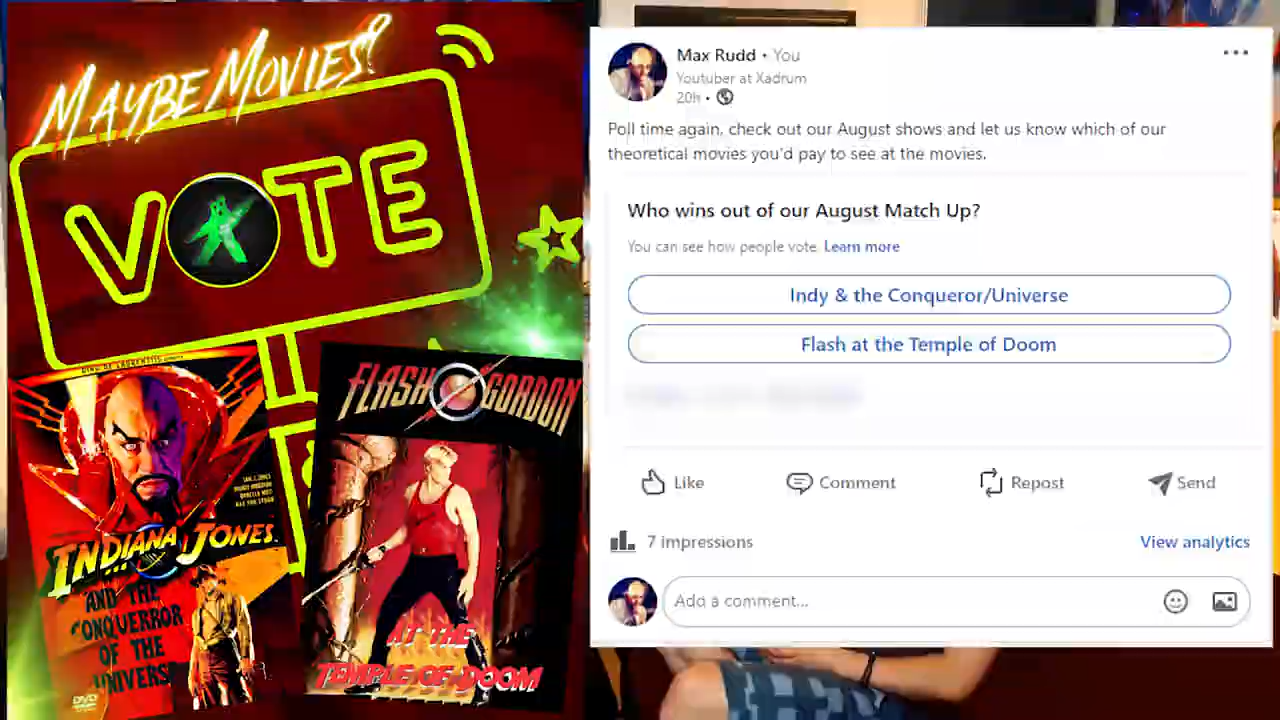 MAYBE MOVIES?
VOTE
FLASH GORDON
INDIANA JONES
AND THE
CONQUERROR
OF THE
UNIVERS
DVD
AT THE
TEMPLE OF DOOM
Max Rudd • You
Youtuber at Xadrum
20h •
Poll time again, check out our August shows and let us know which of our
theoretical movies you'd pay to see at the movies.
Who wins out of our August Match Up?
You can see how people vote. Learn more
Indy & the Conqueror/Universe
Flash at the Temple of Doom
Like Comment Repost Send
7 impressions View analytics
Add a comment...